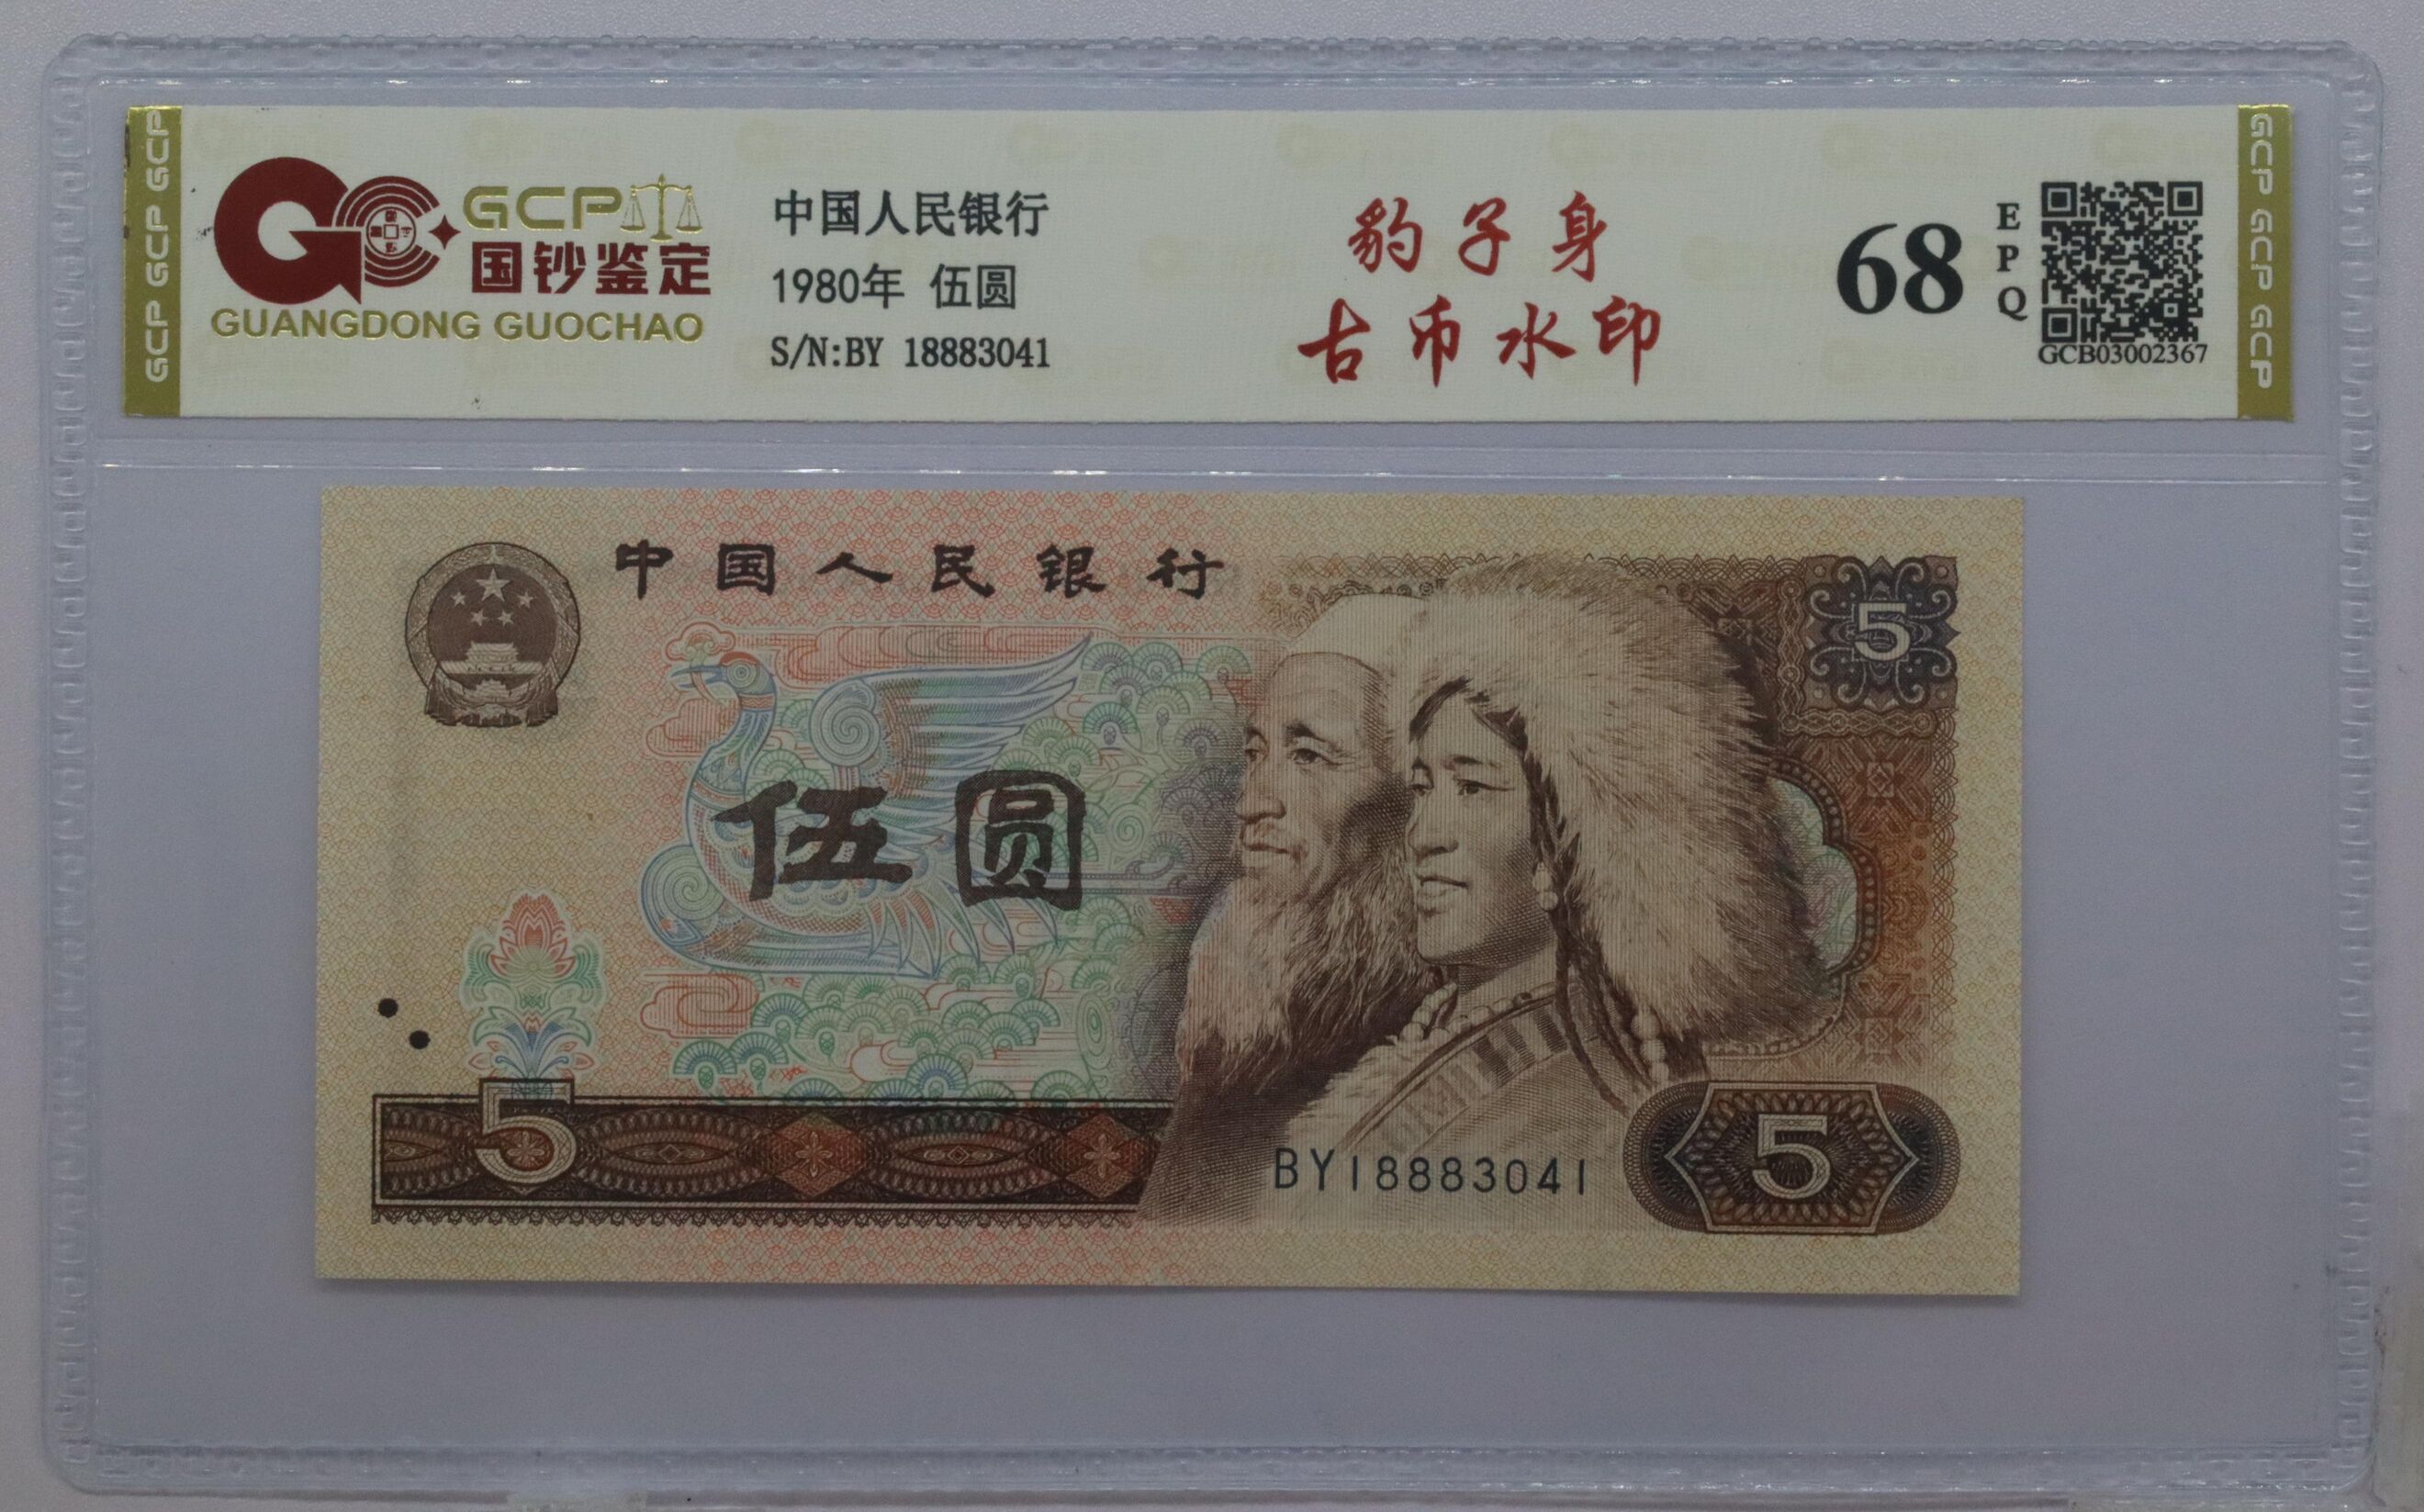 GCP GCP GCP
GCP
国钞鉴定
GUANGDONG GUOCHAO
中国人民银行
1980年 伍圆
S/N:BY 18883041
豹子身
古币水印
68
EPQ
GCB03002367
GCP GCP GCP
中国人民银行
5
伍圆
5
BY18883041
5